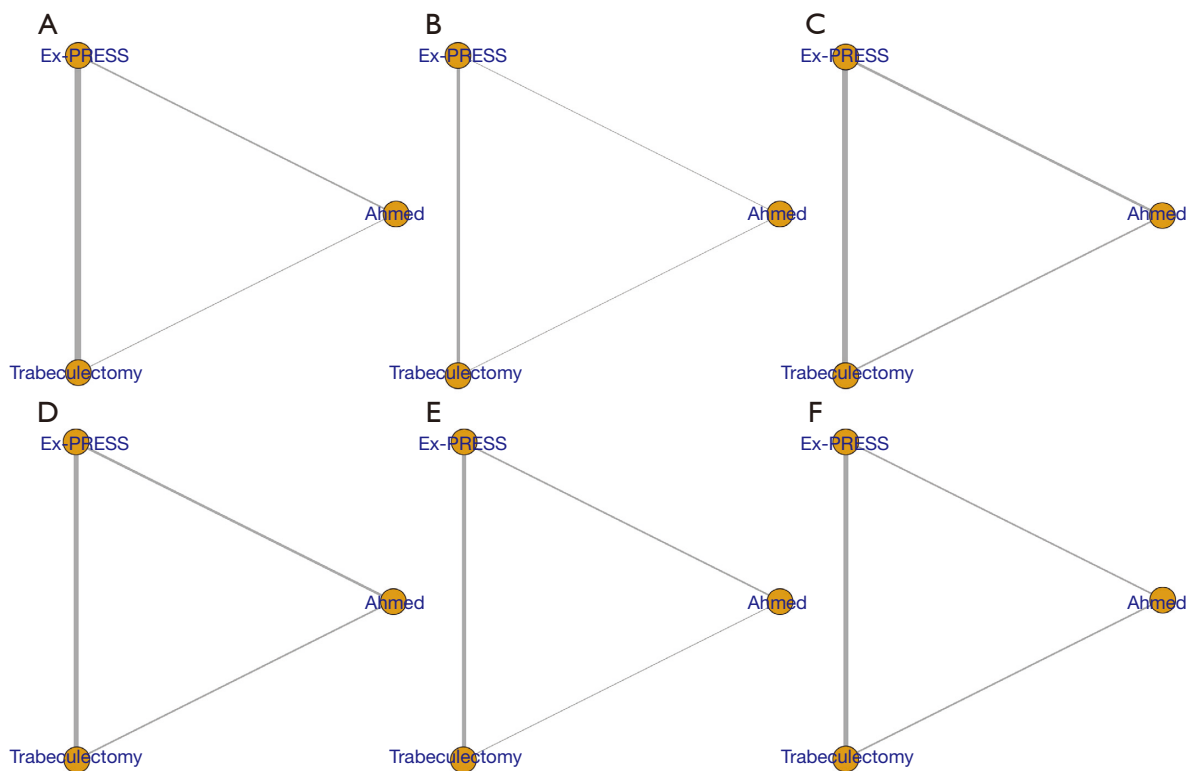 A
Ex-PRESS
Ahmed
Trabeculectomy
B
Ex-PRESS
Ahmed
Trabeculectomy
C
Ex-PRESS
Ahmed
Trabeculectomy
D
Ex-PRESS
Ahmed
Trabeculectomy
E
Ex-PRESS
Ahmed
Trabeculectomy
F
Ex-PRESS
Ahmed
Trabeculectomy